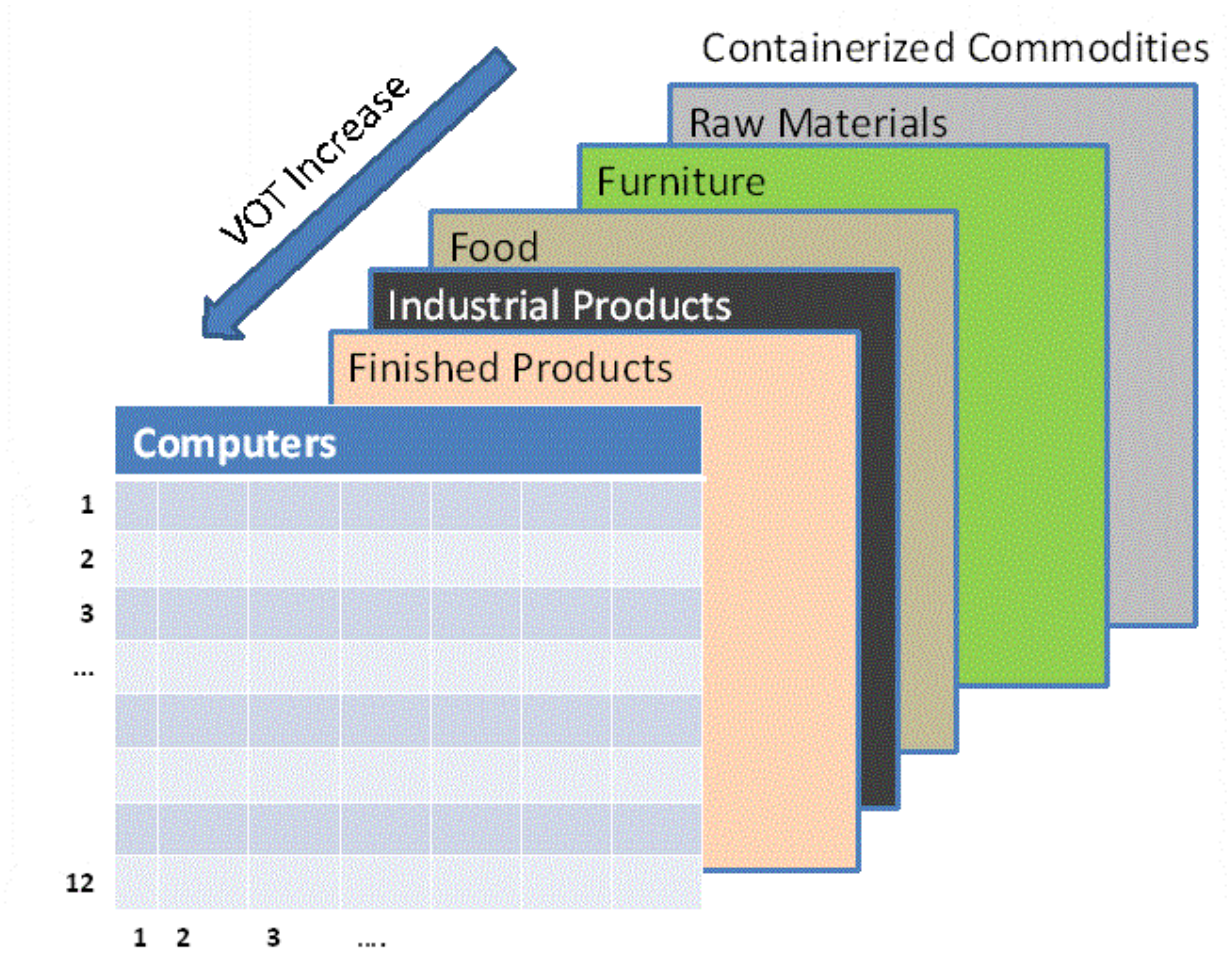 Containerized Commodities
VOT Increase
Raw Materials
Furniture
Food
Industrial Products
Finished Products
Computers
1
2
3
...
12
1 2 3 ....